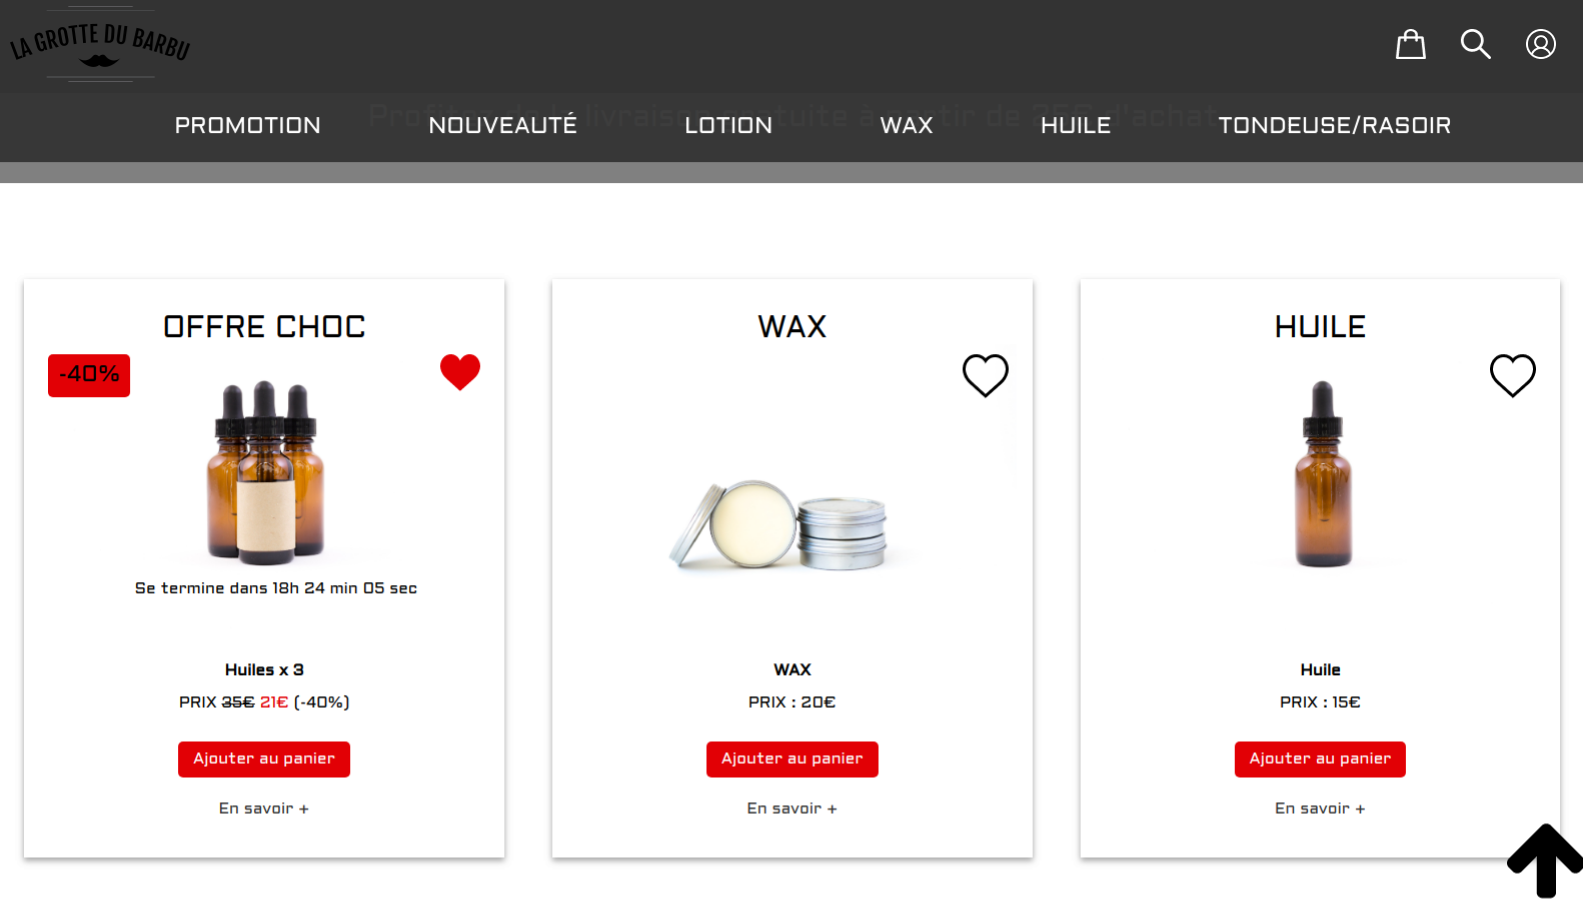 LA GROTTE DU BARBU
Profitez de la livraison gratuite à partir de 25€ d'achat
PROMOTION NOUVEAUTÉ LOTION WAX HUILE TONDEUSE/RASOIR
OFFRE CHOC
-40%
Se termine dans 18h 24 min 05 sec
Huiles x 3
PRIX 35€ 21€ (-40%)
Ajouter au panier
En savoir +
WAX
WAX
PRIX : 20€
Ajouter au panier
En savoir +
HUILE
Huile
PRIX : 15€
Ajouter au panier
En savoir +